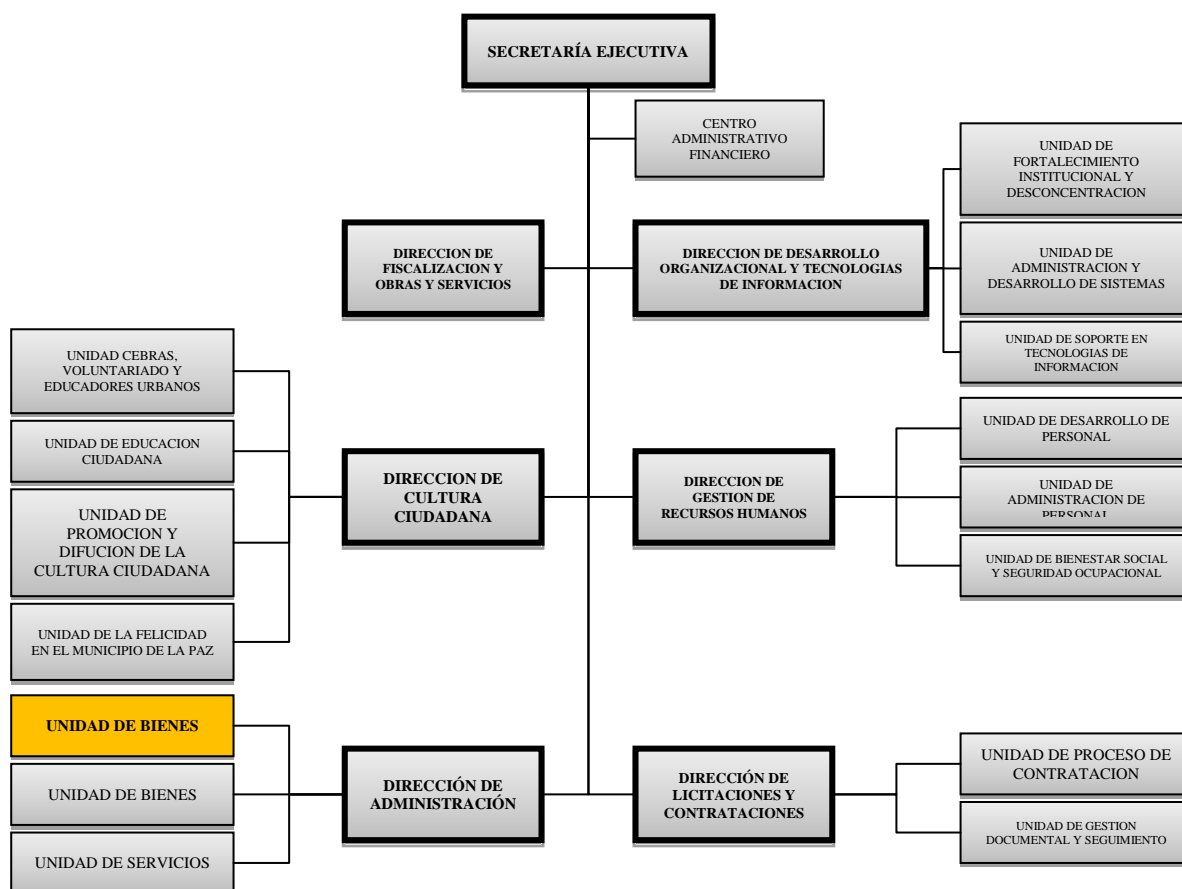 SECRETARÍA EJECUTIVA
CENTRO
ADMINISTRATIVO
FINANCIERO
UNIDAD DE
FORTALECIMIENTO
INSTITUCIONAL Y
DESCONCENTRACION
DIRECCION DE
FISCALIZACION Y
OBRAS Y SERVICIOS
DIRECCION DE DESARROLLO
ORGANIZACIONAL Y TECNOLOGIAS
DE INFORMACION
UNIDAD DE
ADMINISTRACION Y
DESARROLLO DE SISTEMAS
UNIDAD DE SOPORTE EN
TECNOLOGIAS DE
INFORMACION
UNIDAD CEBRAS,
VOLUNTARIADO Y
EDUCADORES URBANOS
UNIDAD DE EDUCACION
CIUDADANA
UNIDAD DE
PROMOCION Y
DIFUCION DE LA
CULTURA CIUDADANA
UNIDAD DE LA FELICIDAD
EN EL MUNICIPIO DE LA PAZ
DIRECCION DE
CULTURA
CIUDADANA
DIRECCION DE
GESTION DE
RECURSOS HUMANOS
UNIDAD DE DESARROLLO DE
PERSONAL
UNIDAD DE
ADMINISTRACION DE
PERSONAL
UNIDAD DE BIENESTAR SOCIAL
Y SEGURIDAD OCUPACIONAL
UNIDAD DE BIENES
UNIDAD DE BIENES
UNIDAD DE SERVICIOS
DIRECCIÓN DE
ADMINISTRACIÓN
DIRECCIÓN DE
LICITACIONES Y
CONTRATACIONES
UNIDAD DE PROCESO DE
CONTRATACION
UNIDAD DE GESTION
DOCUMENTAL Y SEGUIMIENTO